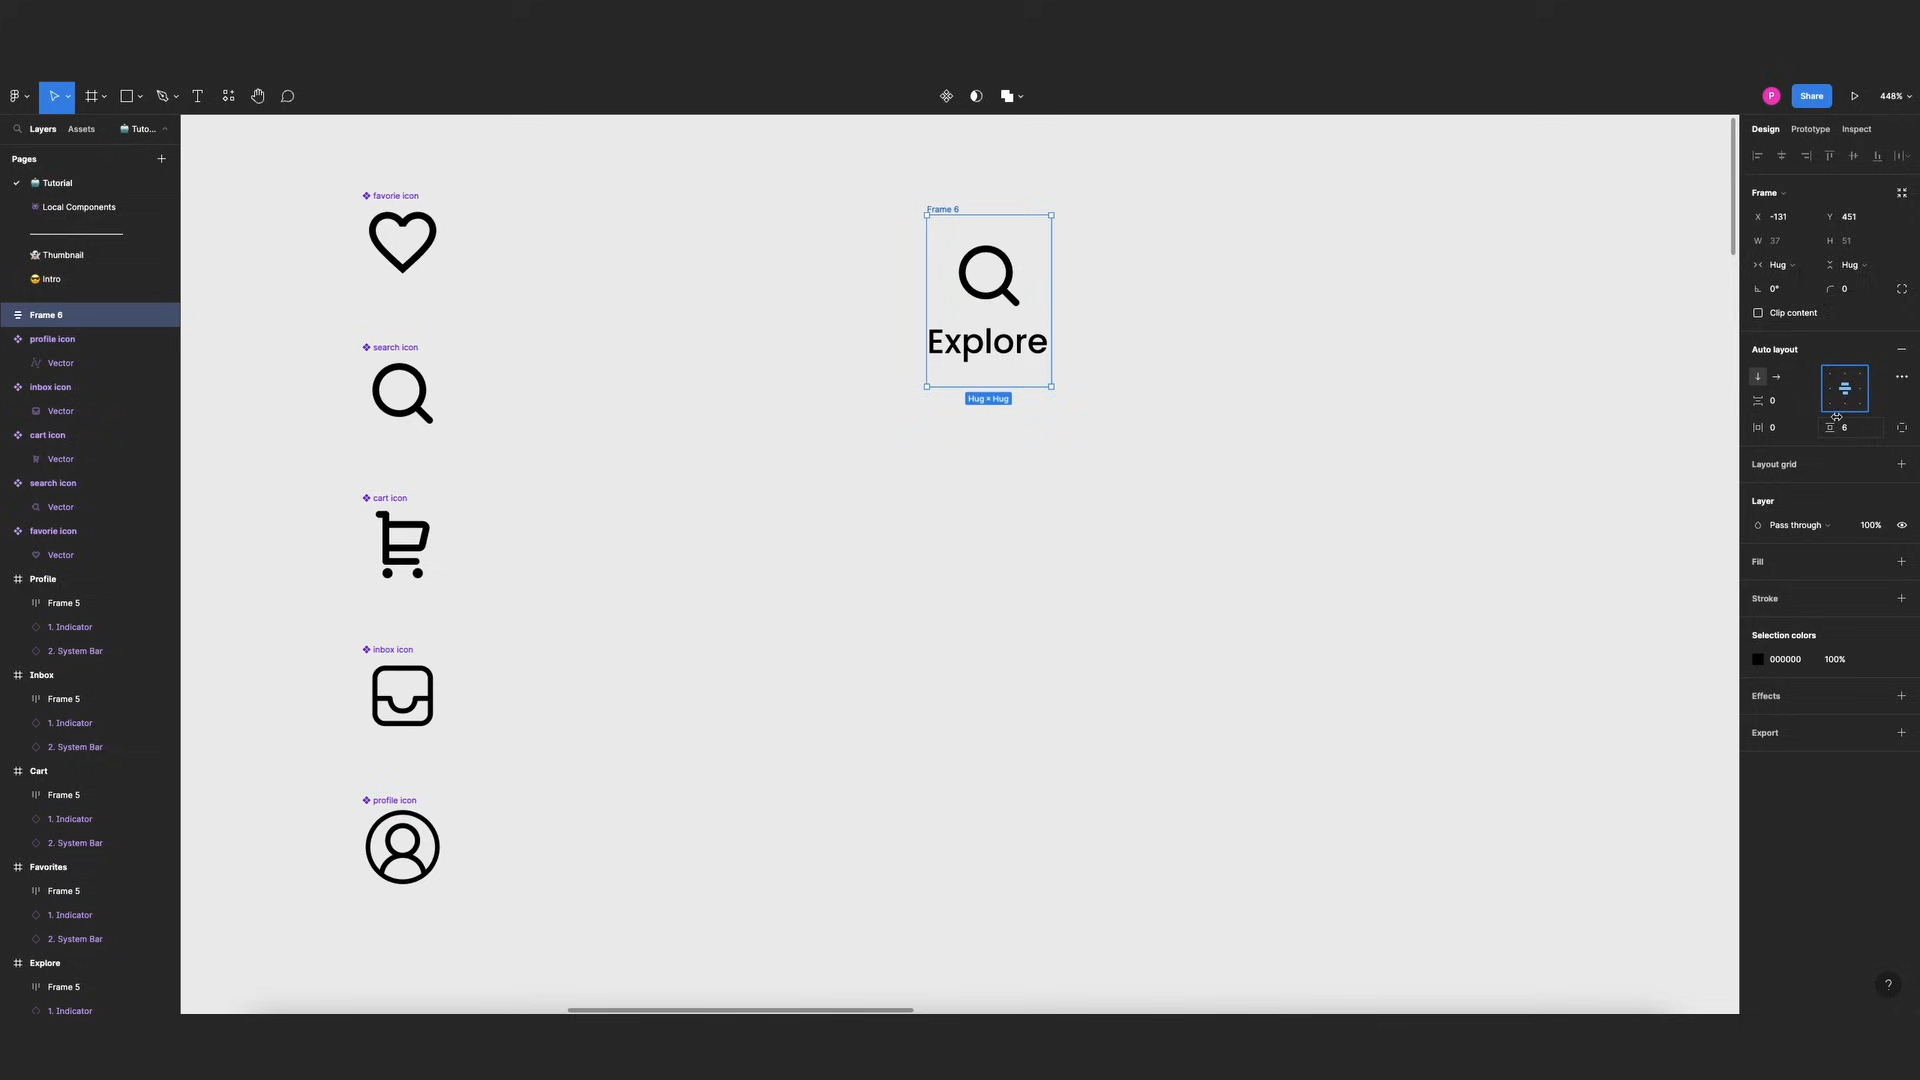 Share
448%
Layers
Assets
Tuto...
Pages
Tutorial
Local Components
Thumbnail
Intro
Frame 6
profile icon
Vector
inbox icon
Vector
cart icon
Vector
search icon
Vector
favorie icon
Vector
Profile
Frame 5
1. Indicator
2. System Bar
Inbox
Frame 5
1. Indicator
2. System Bar
Cart
Frame 5
1. Indicator
2. System Bar
Favorites
Frame 5
1. Indicator
2. System Bar
Explore
Frame 5
1. Indicator
favorie icon
search icon
cart icon
inbox icon
profile icon
Frame 6
Explore
Hug × Hug
P
Design
Prototype
Inspect
Frame
X -131
Y 451
W 37
H 51
Hug
Hug
0°
0
Clip content
Auto layout
0
0
6
Layout grid
Layer
Pass through
100%
Fill
Stroke
Selection colors
000000
100%
Effects
Export
?